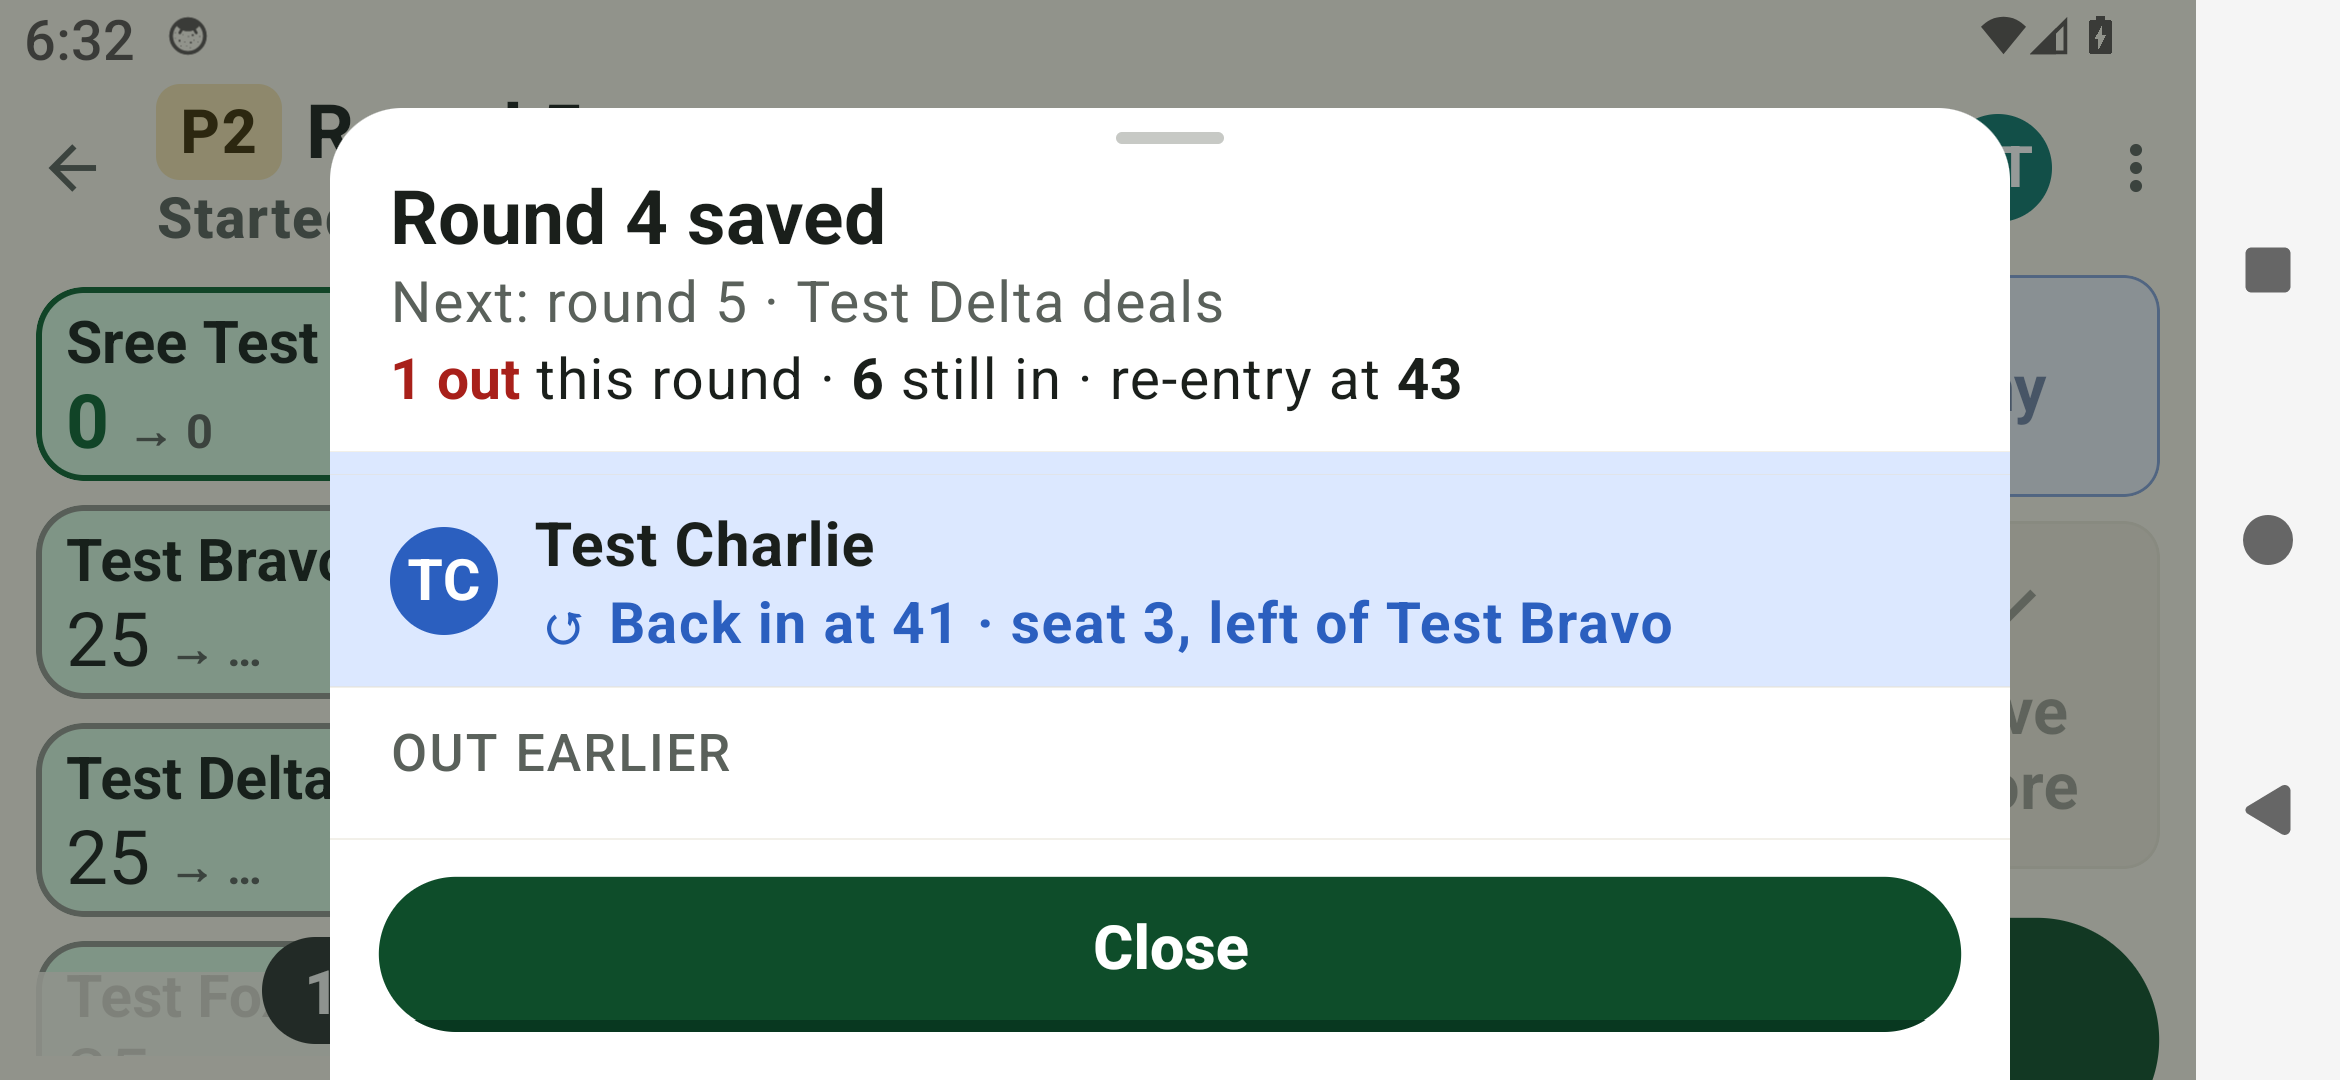 6:32
P2
Started
Sree Test
0 → 0
Test Bravo
25 → …
Test Delta
25 → …
Round 4 saved
Next: round 5 · Test Delta deals
1 out this round · 6 still in · re-entry at 43
TC
Test Charlie
↺ Back in at 41 · seat 3, left of Test Bravo
OUT EARLIER
Close